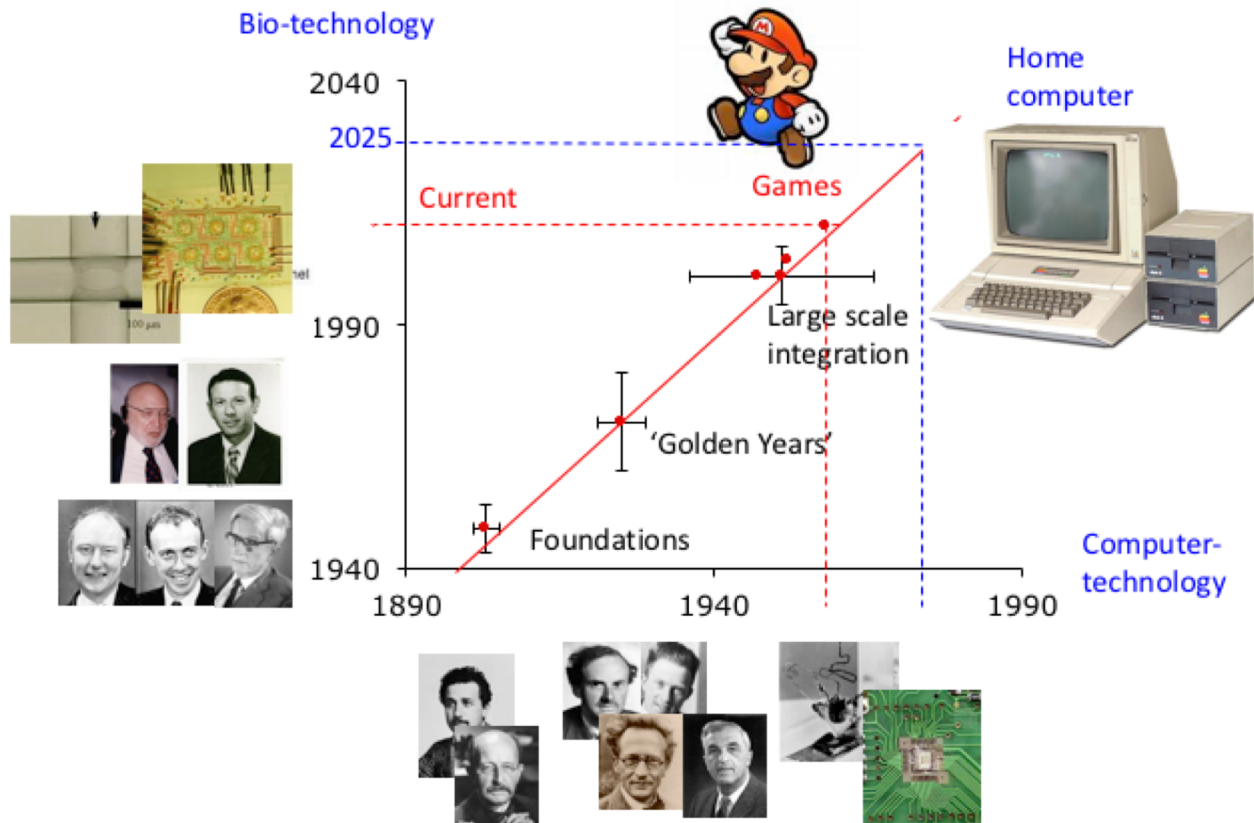 Bio-technology
Home
computer
2040
2025
Games
Current
nel
100 µm
1990
Large scale
integration
'Golden Years'
Foundations
Computer-
technology
1940
1890
1940
1990
M